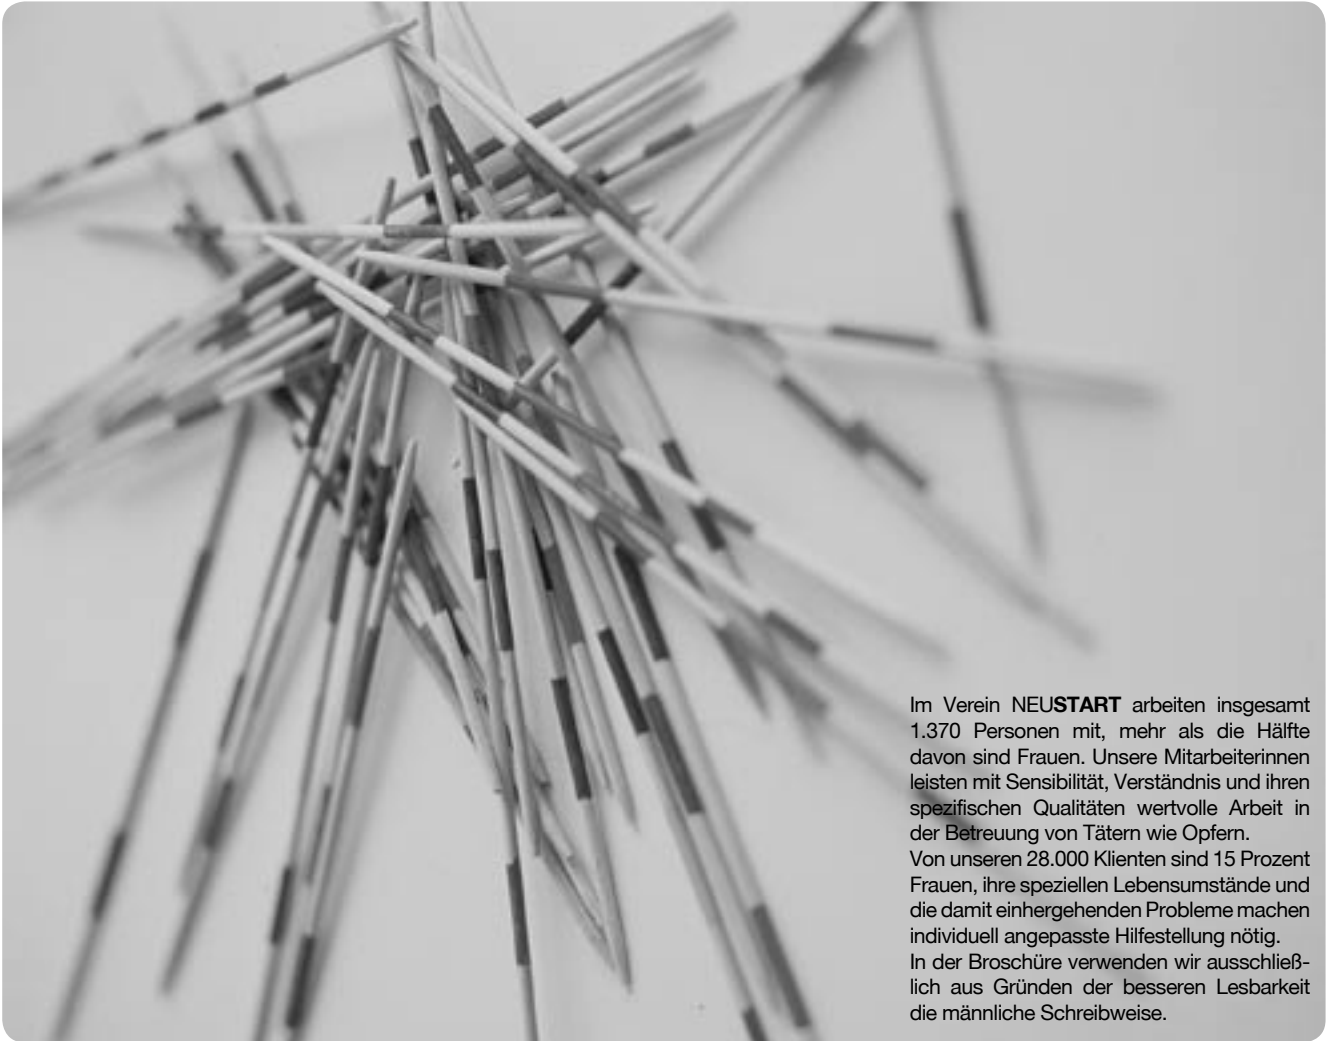 Im Verein NEUSTART arbeiten insgesamt
1.370 Personen mit, mehr als die Hälfte
davon sind Frauen. Unsere Mitarbeiterinnen
leisten mit Sensibilität, Verständnis und ihren
spezifischen Qualitäten wertvolle Arbeit in
der Betreuung von Tätern wie Opfern.
Von unseren 28.000 Klienten sind 15 Prozent
Frauen, ihre speziellen Lebensumstände und
die damit einhergehenden Probleme machen
individuell angepasste Hilfestellung nötig.
In der Broschüre verwenden wir ausschließ-
lich aus Gründen der besseren Lesbarkeit
die männliche Schreibweise.